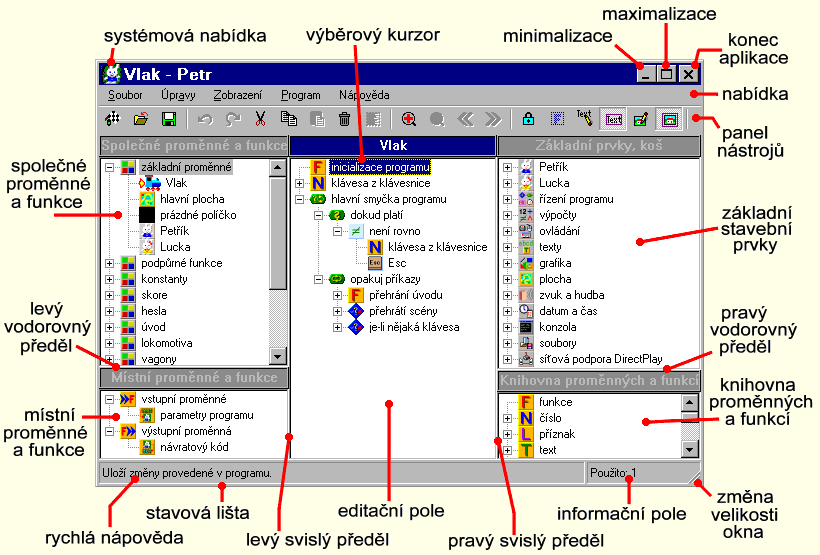 systémová nabídka
výběrový kurzor
minimalizace
maximalizace
konec
aplikace
Vlak - Petr
Soubor Úpravy Zobrazení Program Nápověda
nabídka
Text
Text
panel
nástrojů
Společné proměnné a funkce
Vlak
Základní prvky, koš
společné
proměnné
a funkce
základní proměnné
Vlak
hlavní plocha
prázdné políčko
Petřík
Lucka
podpůrné funkce
konstanty
skore
hesla
úvod
lokomotiva
vagony
inicializace programu
klávesa z klávesnice
hlavní smyčka programu
dokud platí
není rovno
klávesa z klávesnice
Esc
Esc
opakuj příkazy
přehrání úvodu
přehrátí scény
je-li nějaká klávesa
Petřík
Lucka
řízení programu
výpočty
ovládání
texty
grafika
plocha
zvuk a hudba
datum a čas
konzola
soubory
síťová podpora DirectPlay
základní
stavební
prvky
levý
vodorovný
předěl
pravý
vodorovný
předěl
Místní proměnné a funkce
Knihovna proměnných a funkcí
místní
proměnné
a funkce
vstupní proměnné
parametry programu
výstupní proměnná
návratový kód
funkce
číslo
příznak
text
knihovna
proměnných
a funkcí
Uloží změny provedené v programu.
Použito: 1
rychlá nápověda
stavová lišta
levý svislý předěl
editační pole
pravý svislý předěl
informační pole
změna
velikosti
okna